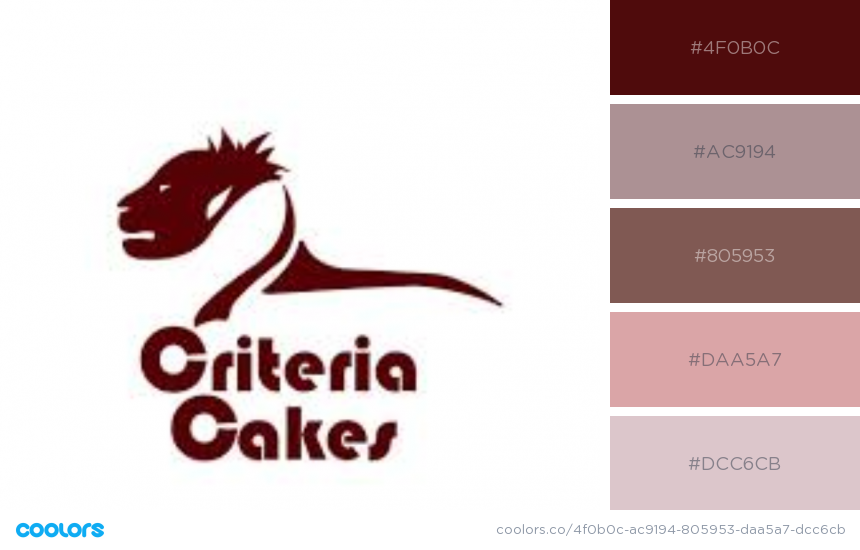 #4F0B0C
#AC9194
#805953
#DAA5A7
#DCC6CB
Criteria
Cakes
coolors
coolors.co/4f0b0c-ac9194-805953-daa5a7-dcc6cb